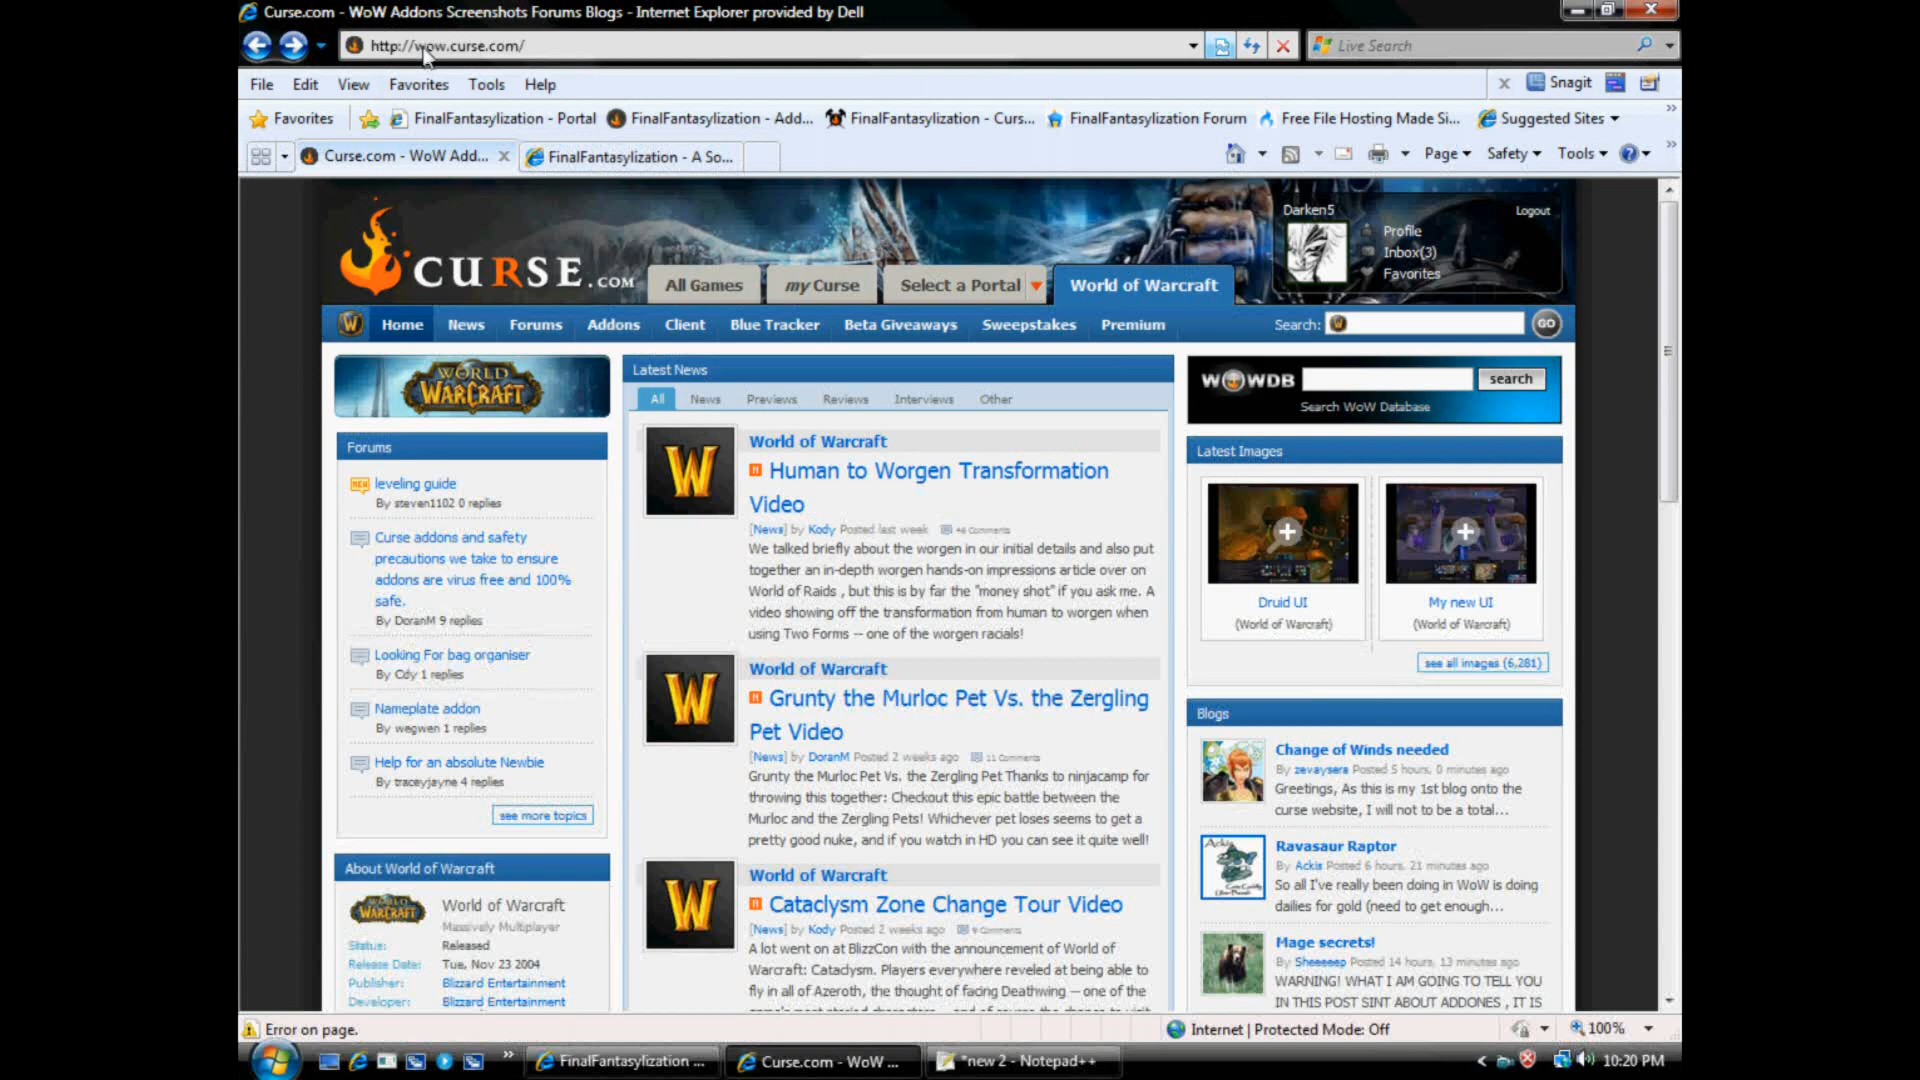 Curse.com - WoW Addons Screenshots Forums Blogs - Internet Explorer provided by Dell
http://wow.curse.com/
Live Search
File Edit View Favorites Tools Help
Snagit
Favorites FinalFantasylization - Portal FinalFantasylization - Add... FinalFantasylization - Curs... FinalFantasylization Forum Free File Hosting Made Si... Suggested Sites
Curse.com - WoW Add... FinalFantasylization - A So...
Page Safety Tools
CURSE.COM
All Games my Curse Select a Portal World of Warcraft
Darken5 Logout
Profile
Inbox(3)
Favorites
Home News Forums Addons Client Blue Tracker Beta Giveaways Sweepstakes Premium
Search: GO
WORLD OF WARCRAFT
Forums
leveling guide
By steven1102 0 replies
Curse addons and safety
precautions we take to ensure
addons are virus free and 100%
safe.
By DoranM 9 replies
Looking For bag organiser
By Cdy 1 replies
Nameplate addon
By wegwen 1 replies
Help for an absolute Newbie
By traceyjayne 4 replies
see more topics
About World of Warcraft
World of Warcraft
Massively Multiplayer
Status: Released
Release Date: Tue, Nov 23 2004
Publisher: Blizzard Entertainment
Developer: Blizzard Entertainment
Latest News
All News Previews Reviews Interviews Other
World of Warcraft
Human to Worgen Transformation
Video
[News] by Kody Posted last week 46 Comments
We talked briefly about the worgen in our initial details and also put
together an in-depth worgen hands-on impressions article over on
World of Raids , but this is by far the "money shot" if you ask me. A
video showing off the transformation from human to worgen when
using Two Forms -- one of the worgen racials!
World of Warcraft
Grunty the Murloc Pet Vs. the Zergling
Pet Video
[News] by DoranM Posted 2 weeks ago 11 Comments
Grunty the Murloc Pet Vs. the Zergling Pet Thanks to ninjacamp for
throwing this together: Checkout this epic battle between the
Murloc and the Zergling Pets! Whichever pet loses seems to get a
pretty good nuke, and if you watch in HD you can see it quite well!
World of Warcraft
Cataclysm Zone Change Tour Video
[News] by Kody Posted 2 weeks ago 9 Comments
A lot went on at BlizzCon with the announcement of World of
Warcraft: Cataclysm. Players everywhere reveled at being able to
fly in all of Azeroth, the thought of facing Deathwing -- one of the
WOWDB search
Search WoW Database
Latest Images
Druid UI
(World of Warcraft)
My new UI
(World of Warcraft)
see all images (6,281)
Blogs
Change of Winds needed
By zevaysera Posted 5 hours, 0 minutes ago
Greetings, As this is my 1st blog onto the
curse website, I will not to be a total...
Ravasaur Raptor
By Ackis Posted 6 hours, 21 minutes ago
So all I've really been doing in WoW is doing
dailies for gold (need to get enough...
Mage secrets!
By Sheeeeep Posted 14 hours, 13 minutes ago
WARNING! WHAT I AM GOING TO TELL YOU
IN THIS POST SINT ABOUT ADDONES , IT IS
Error on page.
Internet | Protected Mode: Off
100%
FinalFantasylization ... Curse.com - WoW ... *new 2 - Notepad++
10:20 PM